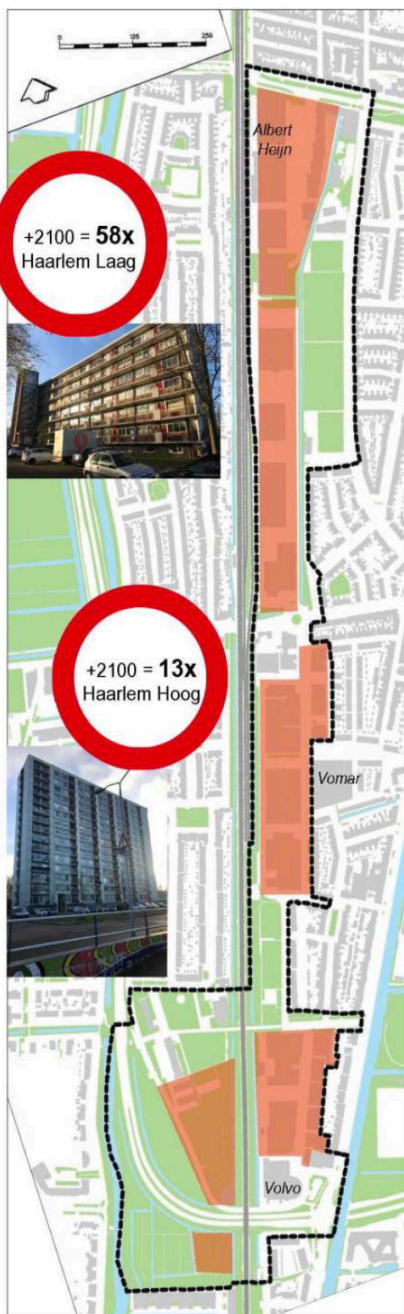 0 125 250
Albert
Heijn
+2100 = 58x
Haarlem Laag
+2100 = 13x
Haarlem Hoog
Vomar
Volvo